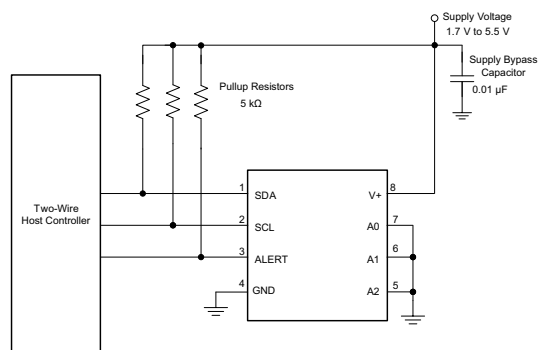 Supply Voltage
1.7 V to 5.5 V
Supply Bypass
Capacitor
0.01 µF
Pullup Resistors
5 kΩ
Two-Wire
Host Controller
1
SDA
V+
8
2
SCL
A0
7
3
ALERT
A1
6
4
GND
A2
5